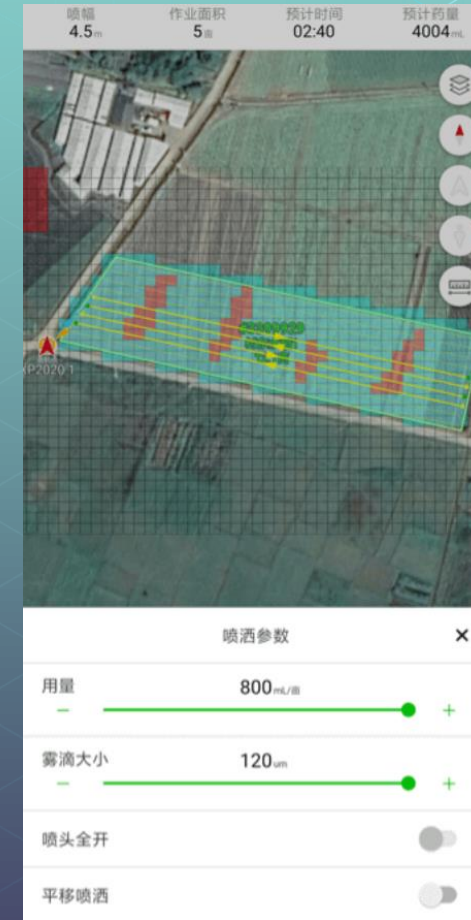 喷幅 作业面积 预计时间 预计药量
4.5m 5亩 02:40 4004mL
P2020 1
喷洒参数 ×
用量 800mL/亩
− +
雾滴大小 120um
− +
喷头全开
平移喷洒